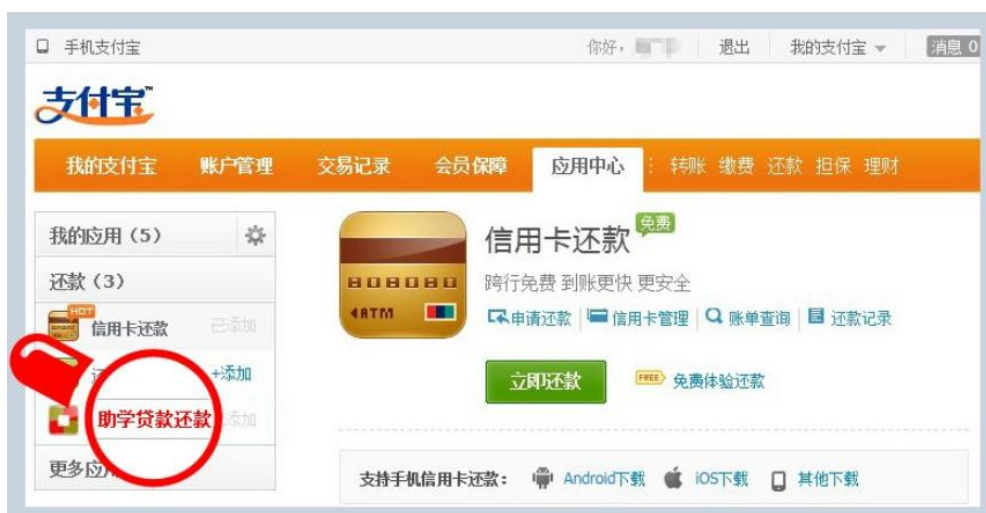 手机支付宝 你好， 退出 我的支付宝 消息 0
支付宝™
我的支付宝 账户管理 交易记录 会员保障 应用中心 转账 缴费 还款 担保 理财
我的应用（5）
还款（3）
HOT
信用卡还款 已添加
+添加
助学贷款还款 添加
更多应
808080
ATM
信用卡还款 免费
跨行免费 到账更快 更安全
申请还款 信用卡管理 账单查询 还款记录
立即还款 FREE 免费体验还款
支持手机信用卡还款： Android下载 iOS下载 其他下载